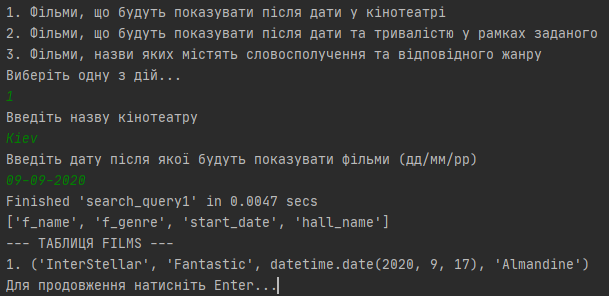 1. Фільми, що будуть показувати після дати у кінотеатрі
2. Фільми, що будуть показувати після дати та тривалістю у рамках заданого
3. Фільми, назви яких містять словосполучення та відповідного жанру
Виберіть одну з дій...
1
Введіть назву кінотеатру
Kiev
Введіть дату після якої будуть показувати фільми (дд/мм/рр)
09-09-2020
Finished 'search_query1' in 0.0047 secs
['f_name', 'f_genre', 'start_date', 'hall_name']
--- ТАБЛИЦЯ FILMS ---
1. ('InterStellar', 'Fantastic', datetime.date(2020, 9, 17), 'Almandine')
Для продовження натисніть Enter...